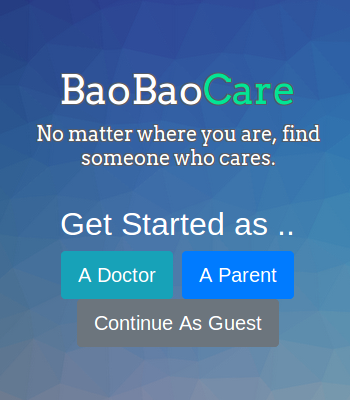 BaoBaoCare
No matter where you are, find
someone who cares.
Get Started as ..
A Doctor
A Parent
Continue As Guest